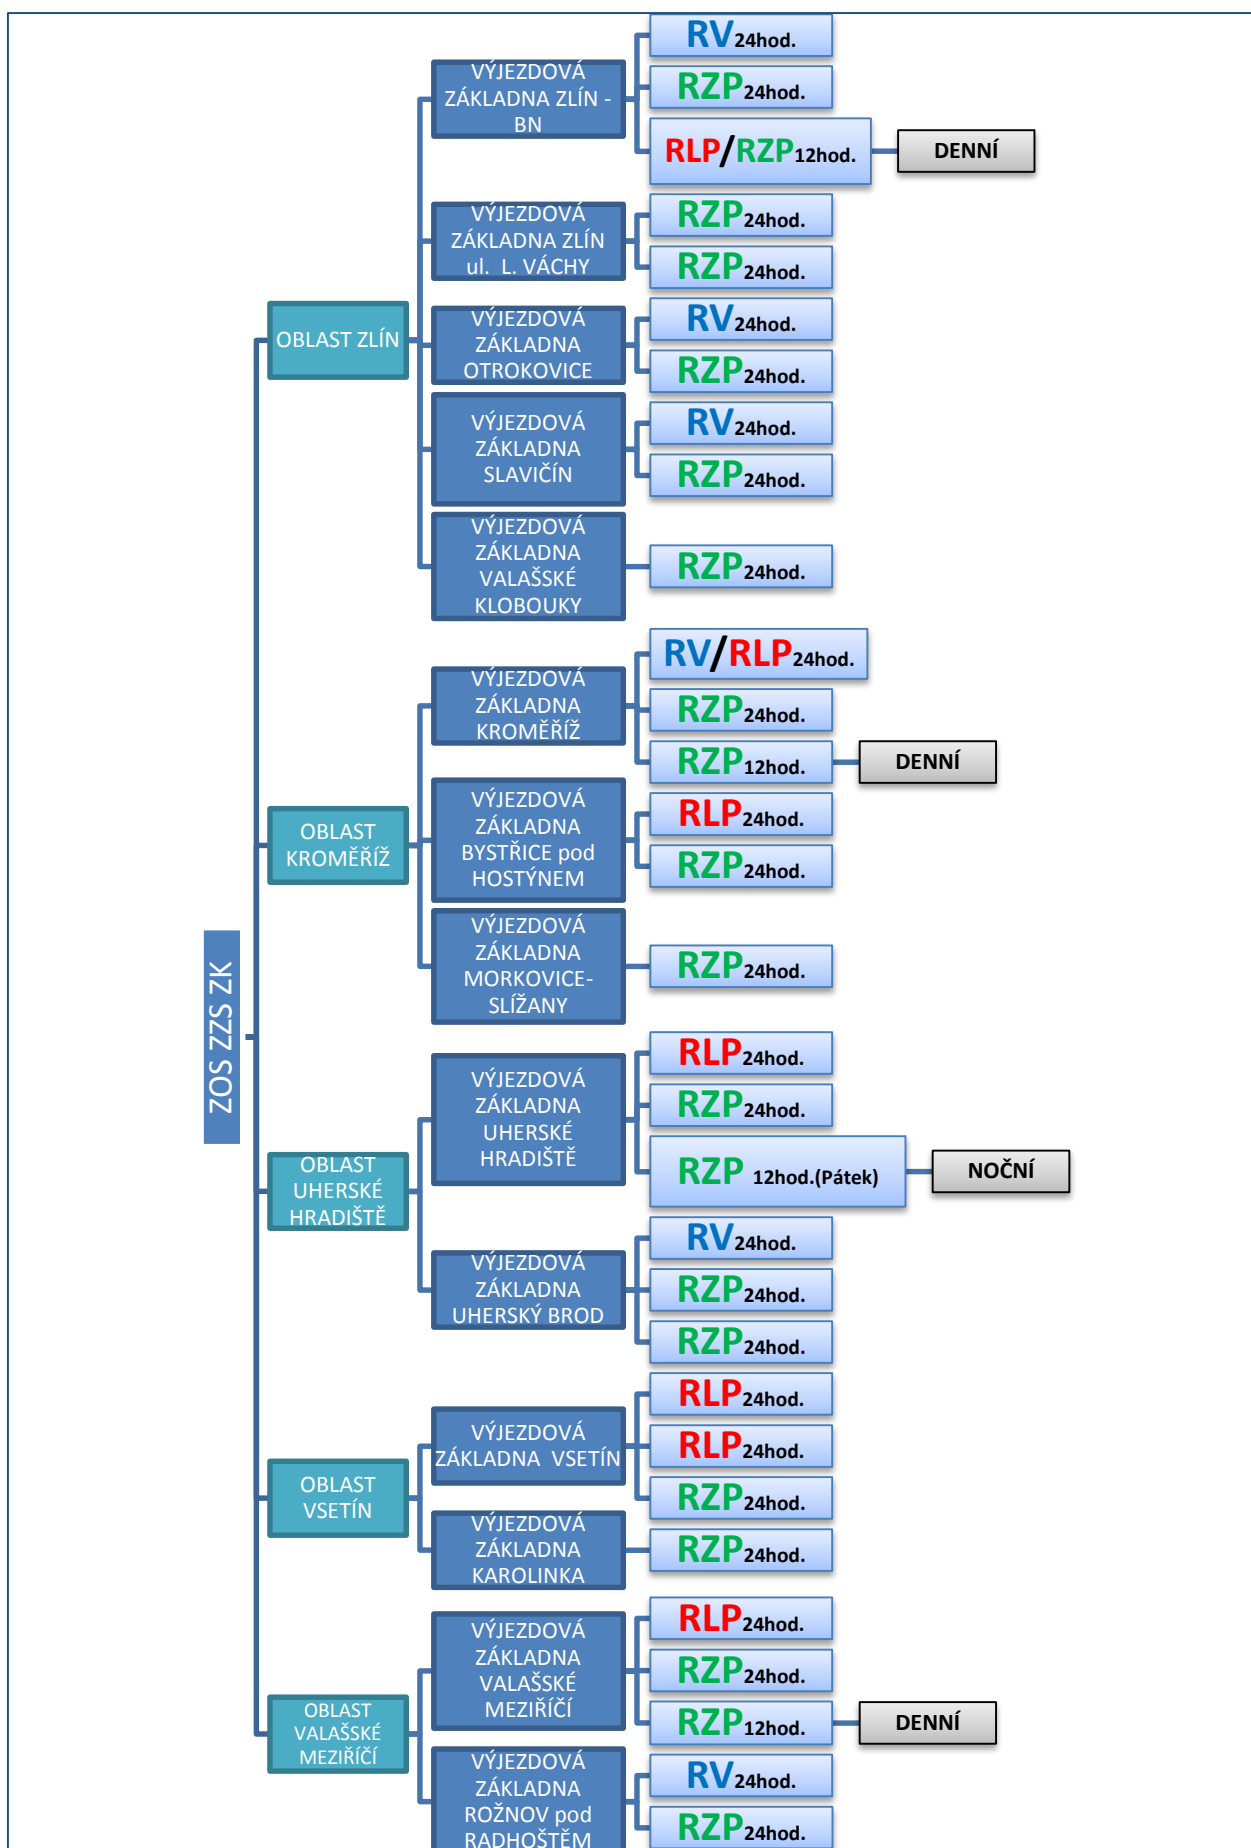 ZOS ZZS ZK
OBLAST ZLÍN
VÝJEZDOVÁ
ZÁKLADNA ZLÍN -
BN
RV24hod.
RZP24hod.
RLP/RZP12hod.
DENNÍ
VÝJEZDOVÁ
ZÁKLADNA ZLÍN
ul. L. VÁCHY
RZP24hod.
RZP24hod.
VÝJEZDOVÁ
ZÁKLADNA
OTROKOVICE
RV24hod.
RZP24hod.
VÝJEZDOVÁ
ZÁKLADNA
SLAVIČÍN
RV24hod.
RZP24hod.
VÝJEZDOVÁ
ZÁKLADNA
VALAŠSKÉ
KLOBOUKY
RZP24hod.
OBLAST
KROMĚŘÍŽ
VÝJEZDOVÁ
ZÁKLADNA
KROMĚŘÍŽ
RV/RLP24hod.
RZP24hod.
RZP12hod.
DENNÍ
VÝJEZDOVÁ
ZÁKLADNA
BYSTŘICE pod
HOSTÝNEM
RLP24hod.
RZP24hod.
VÝJEZDOVÁ
ZÁKLADNA
MORKOVICE-
SLÍŽANY
RZP24hod.
OBLAST
UHERSKÉ
HRADIŠTĚ
VÝJEZDOVÁ
ZÁKLADNA
UHERSKÉ
HRADIŠTĚ
RLP24hod.
RZP24hod.
RZP 12hod.(Pátek)
NOČNÍ
VÝJEZDOVÁ
ZÁKLADNA
UHERSKÝ BROD
RV24hod.
RZP24hod.
RZP24hod.
OBLAST
VSETÍN
VÝJEZDOVÁ
ZÁKLADNA VSETÍN
RLP24hod.
RLP24hod.
RZP24hod.
VÝJEZDOVÁ
ZÁKLADNA
KAROLINKA
RZP24hod.
OBLAST
VALAŠSKÉ
MEZIŘÍČÍ
VÝJEZDOVÁ
ZÁKLADNA
VALAŠSKÉ
MEZIŘÍČÍ
RLP24hod.
RZP24hod.
RZP12hod.
DENNÍ
VÝJEZDOVÁ
ZÁKLADNA
ROŽNOV pod
RADHOŠTĚM
RV24hod.
RZP24hod.